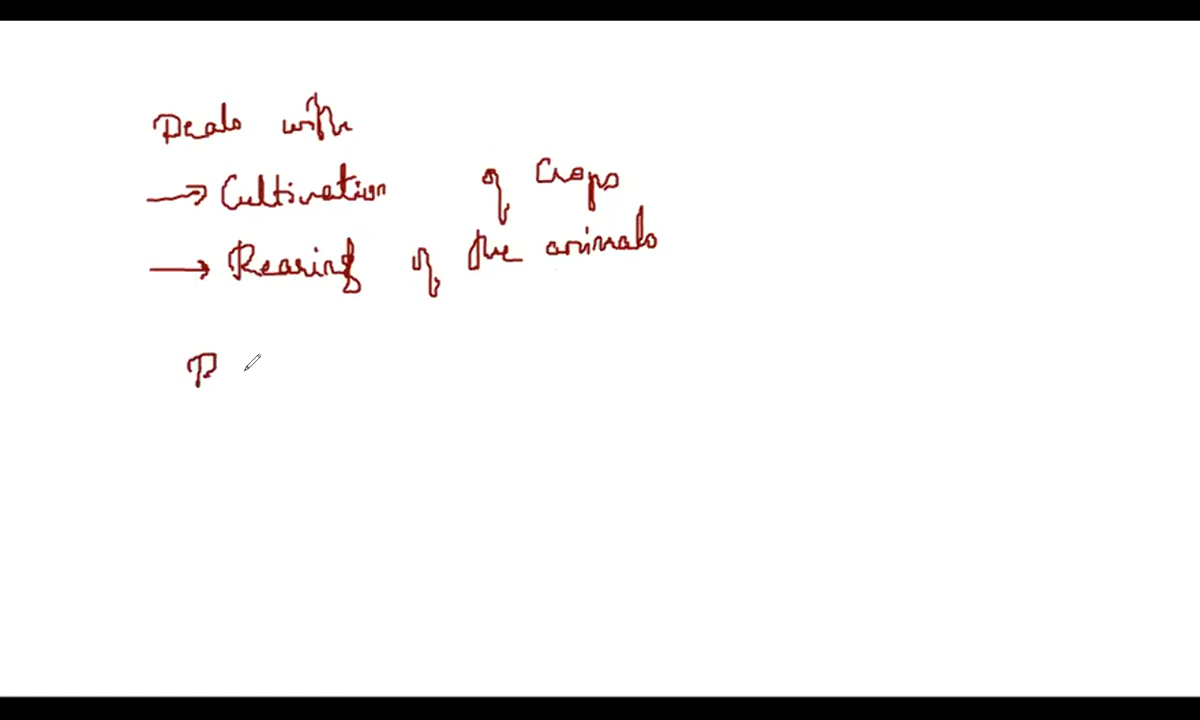 Deals with
→ Cultivation of Crops
→ Rearing of the animals